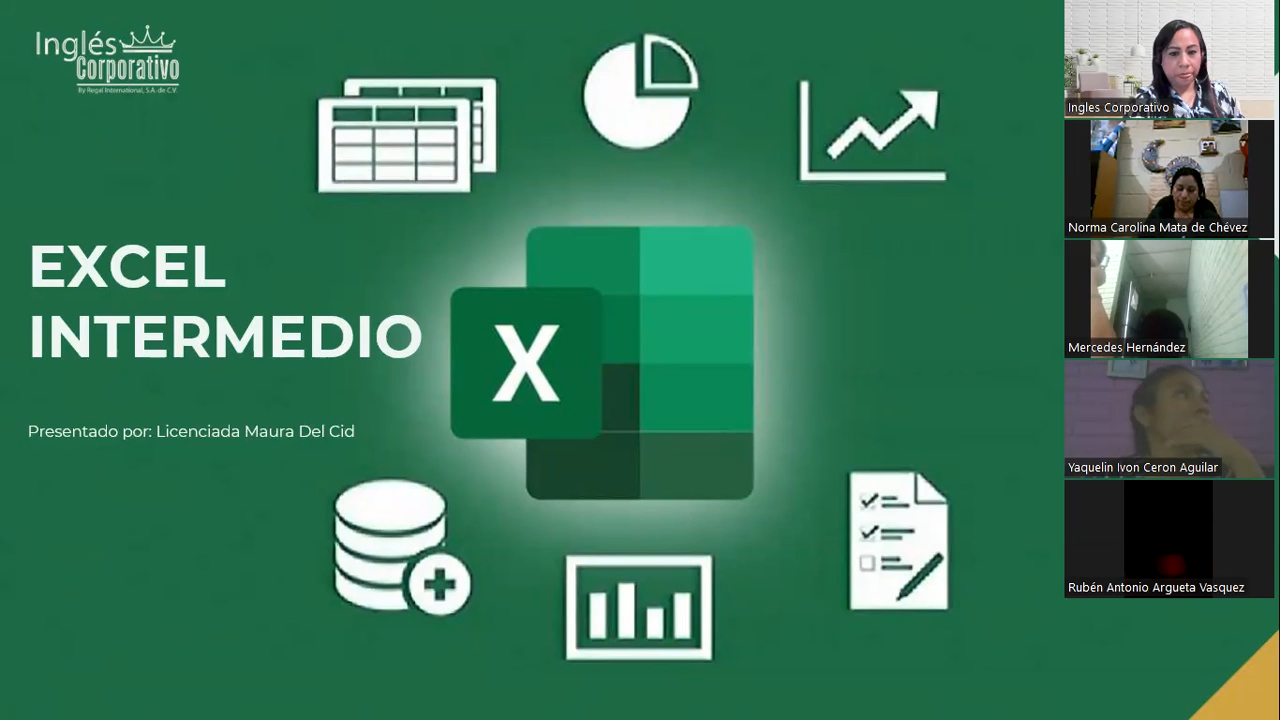 Inglés
Corporativo
By Regal International, S.A. de C.V.
EXCEL
INTERMEDIO
Presentado por: Licenciada Maura Del Cid
X
Ingles Corporativo
Norma Carolina Mata de Chévez
Mercedes Hernández
Yaquelin Ivon Ceron Aguilar
Rubén Antonio Argueta Vasquez